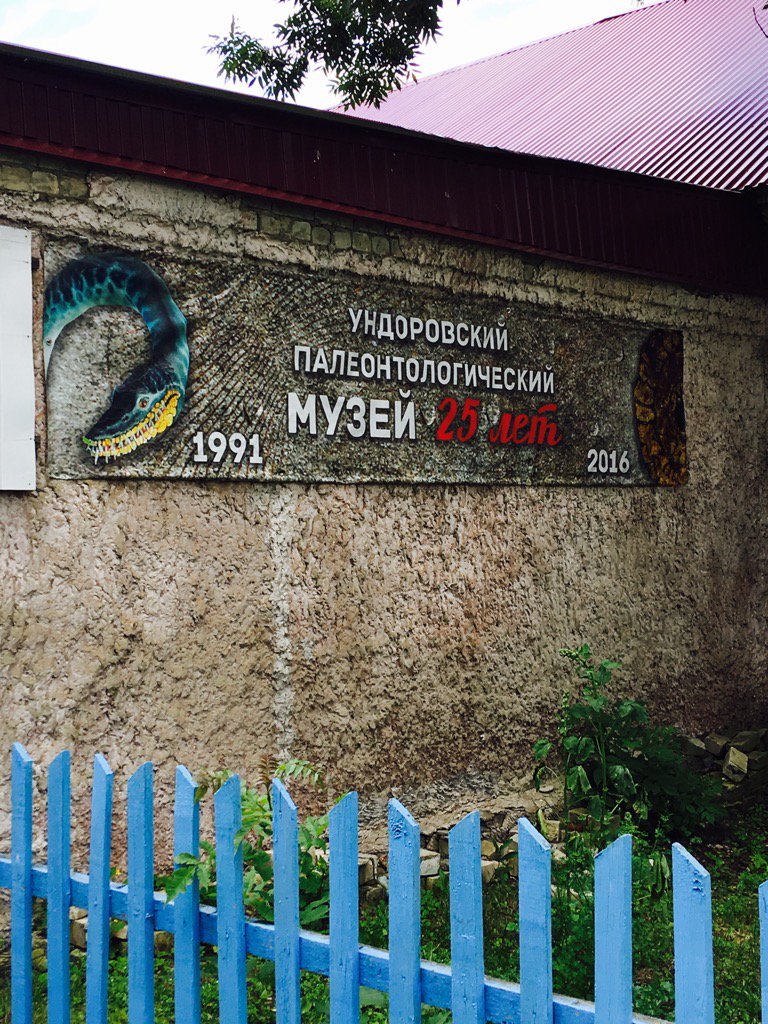 УНДОРОВСКИЙ
ПАЛЕОНТОЛОГИЧЕСКИЙ
МУЗЕЙ 25 лет
1991
2016